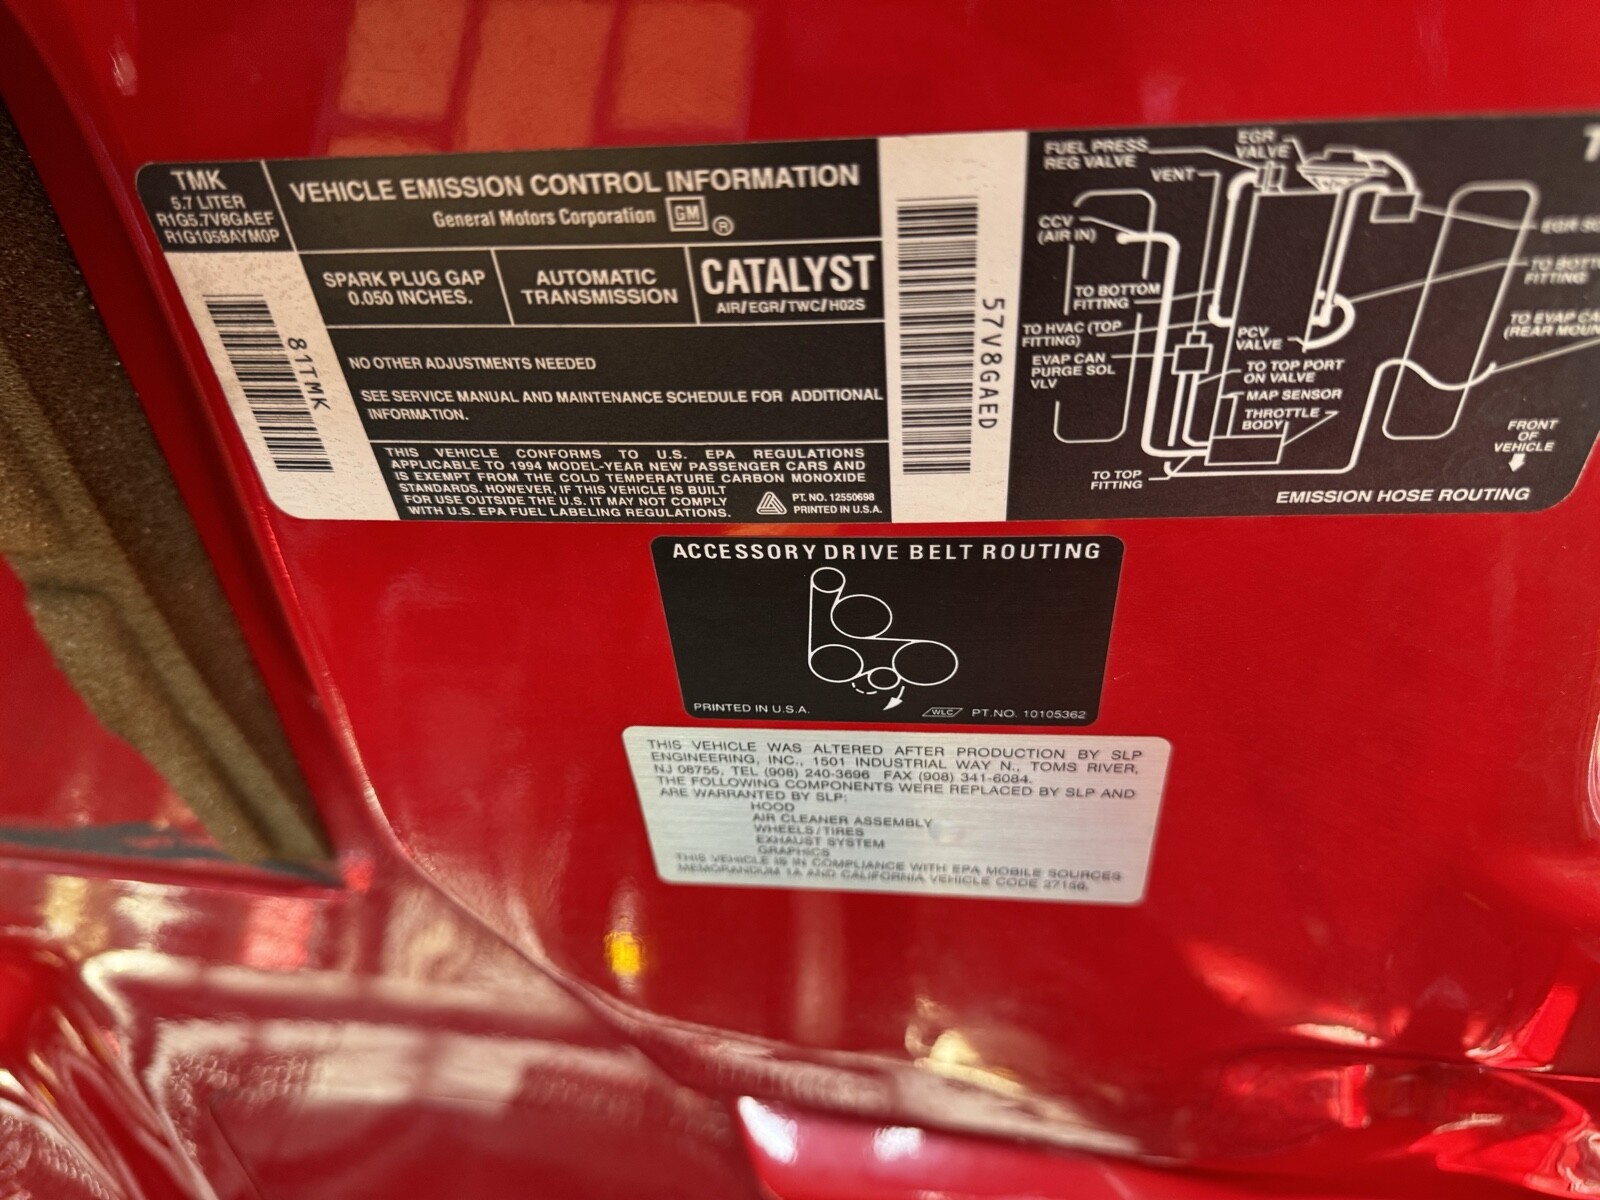 TMK
5.7 LITER
R1G5.7V8GAEF
R1G1058AYM0P
81TMK
VEHICLE EMISSION CONTROL INFORMATION
General Motors Corporation GM ®
SPARK PLUG GAP
0.050 INCHES.
AUTOMATIC
TRANSMISSION
CATALYST
AIR/EGR/TWC/HO2S
NO OTHER ADJUSTMENTS NEEDED
SEE SERVICE MANUAL AND MAINTENANCE SCHEDULE FOR ADDITIONAL
INFORMATION.
THIS VEHICLE CONFORMS TO U.S. EPA REGULATIONS
APPLICABLE TO 1994 MODEL-YEAR NEW PASSENGER CARS AND
IS EXEMPT FROM THE COLD TEMPERATURE CARBON MONOXIDE
STANDARDS. HOWEVER, IF THIS VEHICLE IS BUILT
FOR USE OUTSIDE THE U.S. IT MAY NOT COMPLY
WITH U.S. EPA FUEL LABELING REGULATIONS.
PT. NO. 12550698
PRINTED IN U.S.A.
57V8GAED
FUEL PRESS
REG VALVE
EGR
VALVE
VENT
CCV
(AIR IN)
EGR
TO BOTTOM
FITTING
TO
FITTING
TO HVAC (TOP
FITTING)
TO EVAP
(REAR
PCV
VALVE
EVAP CAN
PURGE SOL
VLV
TO TOP PORT
ON VALVE
MAP SENSOR
THROTTLE
BODY
FRONT
OF
VEHICLE
TO TOP
FITTING
EMISSION HOSE ROUTING
ACCESSORY DRIVE BELT ROUTING
PRINTED IN U.S.A.
WLC PT.NO. 10105362
THIS VEHICLE WAS ALTERED AFTER PRODUCTION BY SLP
ENGINEERING, INC., 1501 INDUSTRIAL WAY N., TOMS RIVER,
NJ 08755, TEL (908) 240-3696 FAX (908) 341-6084.
THE FOLLOWING COMPONENTS WERE REPLACED BY SLP AND
ARE WARRANTED BY SLP:
HOOD
AIR CLEANER ASSEMBLY
WHEELS/TIRES
EXHAUST SYSTEM
GRAPHICS
THIS VEHICLE IS IN COMPLIANCE WITH EPA MOBILE SOURCES
MEMORANDUM 1A AND CALIFORNIA VEHICLE CODE 27156.